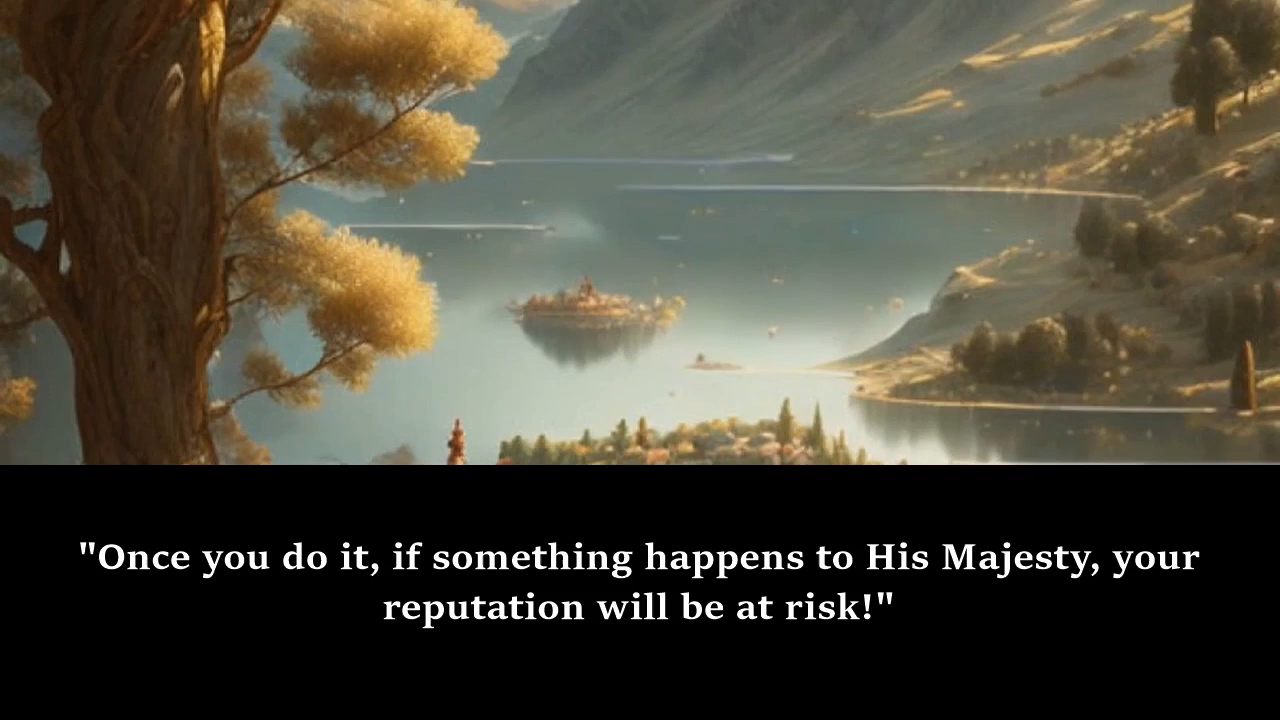 "Once you do it, if something happens to His Majesty, your
reputation will be at risk!"